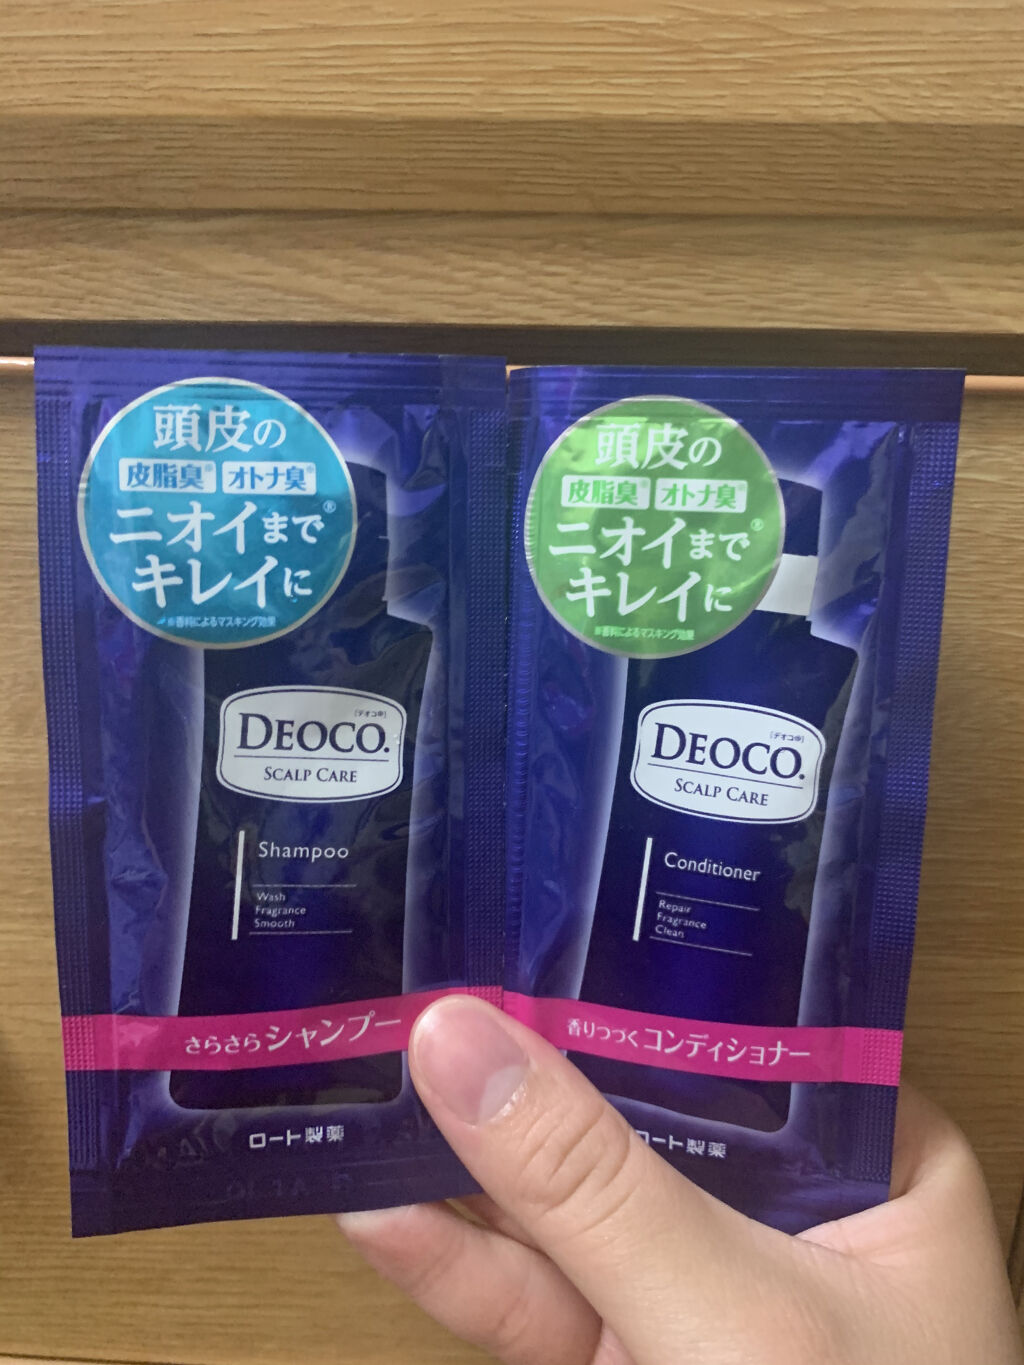 頭皮の
皮脂臭® オトナ臭®
ニオイまで®
キレイに
※香料によるマスキング効果
[デオコ®]
DEOCO.
SCALP CARE
Shampoo
Wash
Fragrance
Smooth
さらさらシャンプー
ロート製薬
頭皮の
皮脂臭® オトナ臭®
ニオイまで®
キレイに
※香料によるマスキング効果
[デオコ®]
DEOCO.
SCALP CARE
Conditioner
Repair
Fragrance
Clean
香りつづくコンディショナー
ロート製薬